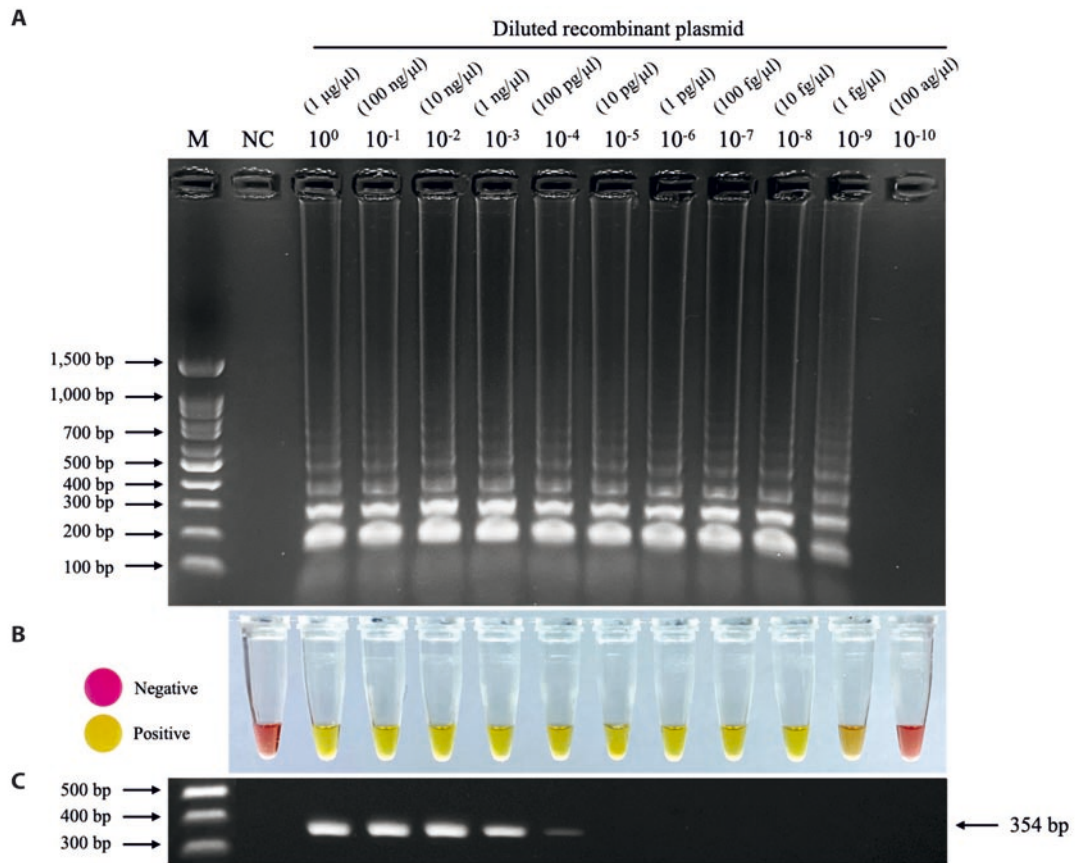 A
Diluted recombinant plasmid
(1 µg/µl) (100 ng/µl) (10 ng/µl) (1 ng/µl) (100 pg/µl) (10 pg/µl) (1 pg/µl) (100 fg/µl) (10 fg/µl) (1 fg/µl) (100 ag/µl)
M NC 10⁰ 10⁻¹ 10⁻² 10⁻³ 10⁻⁴ 10⁻⁵ 10⁻⁶ 10⁻⁷ 10⁻⁸ 10⁻⁹ 10⁻¹⁰
1,500 bp
1,000 bp
700 bp
500 bp
400 bp
300 bp
200 bp
100 bp
B
Negative
Positive
C
500 bp
400 bp
300 bp
354 bp